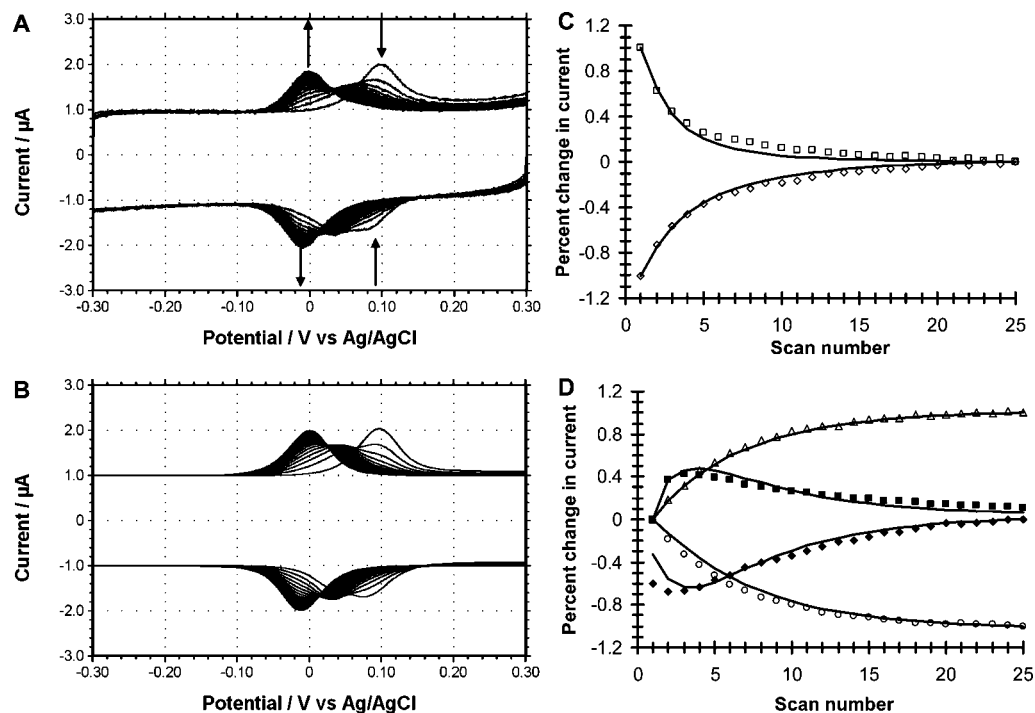 A
3.0
2.0
1.0
0
-1.0
-2.0
-3.0
Current / µA
-0.30 -0.20 -0.10 0 0.10 0.20 0.30
Potential / V vs Ag/AgCl
B
3.0
2.0
1.0
0
-1.0
-2.0
-3.0
Current / µA
-0.30 -0.20 -0.10 0 0.10 0.20 0.30
Potential / V vs Ag/AgCl
C
1.2
0.8
0.4
0
-0.4
-0.8
-1.2
Percent change in current
0 5 10 15 20 25
Scan number
D
1.2
0.8
0.4
0
-0.4
-0.8
-1.2
Percent change in current
0 5 10 15 20 25
Scan number